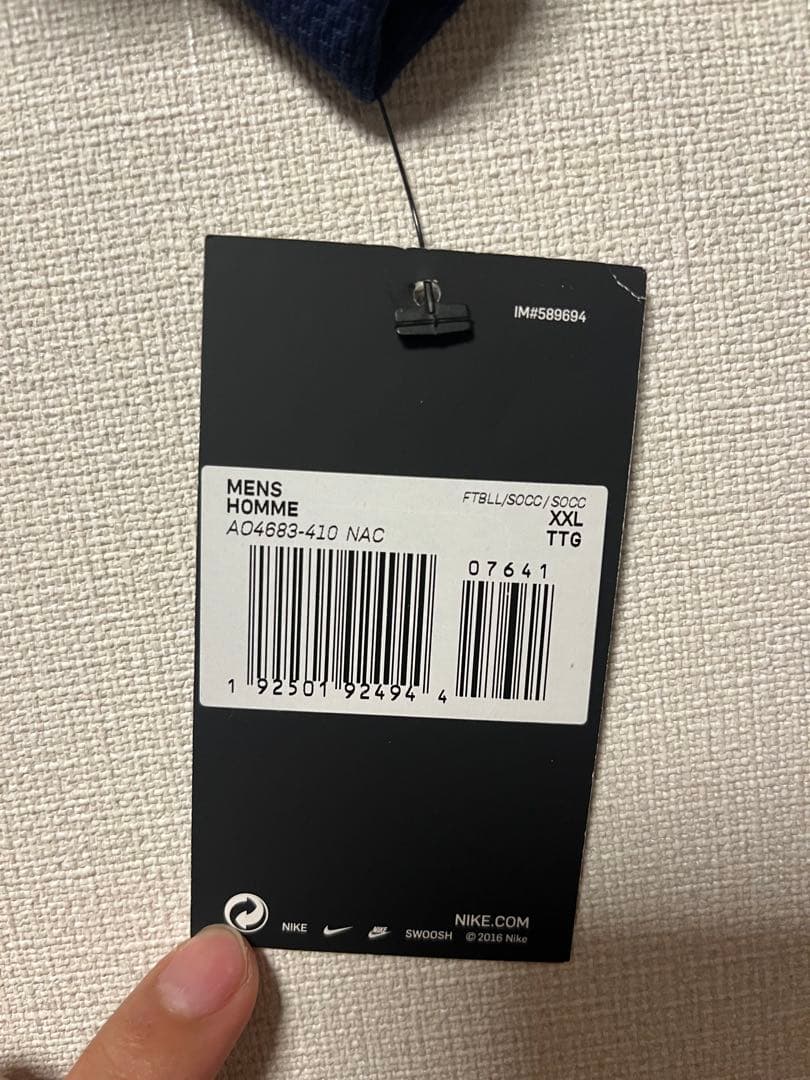 IM#589694
MENS
HOMME
AO4683-410 NAC
FTBLL/SOCC/SOCC
XXL
TTG
07641
1 92501 92494 4
NIKE.COM
NIKE NIKE SWOOSH © 2016 Nike